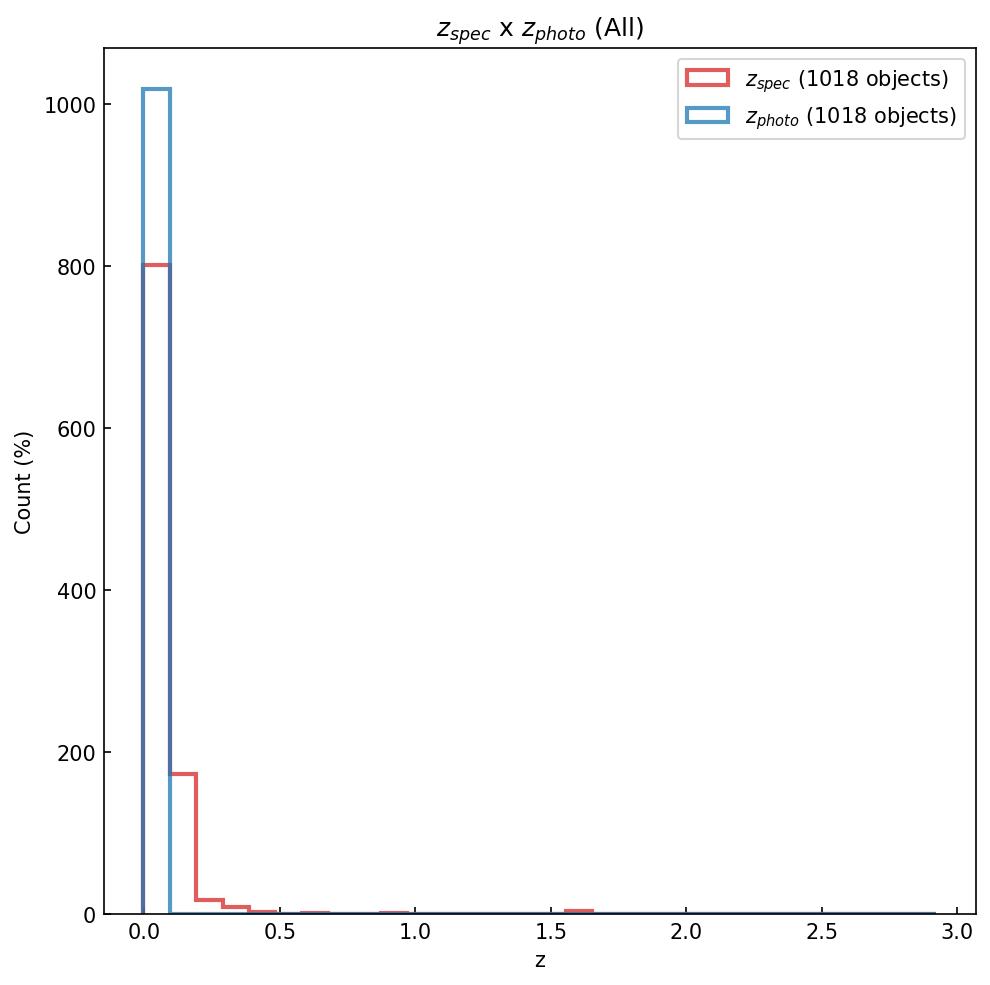 z_spec x z_photo (All)
z_spec (1018 objects)
z_photo (1018 objects)
Count (%)
1000
800
600
400
200
0
0.0 0.5 1.0 1.5 2.0 2.5 3.0
z